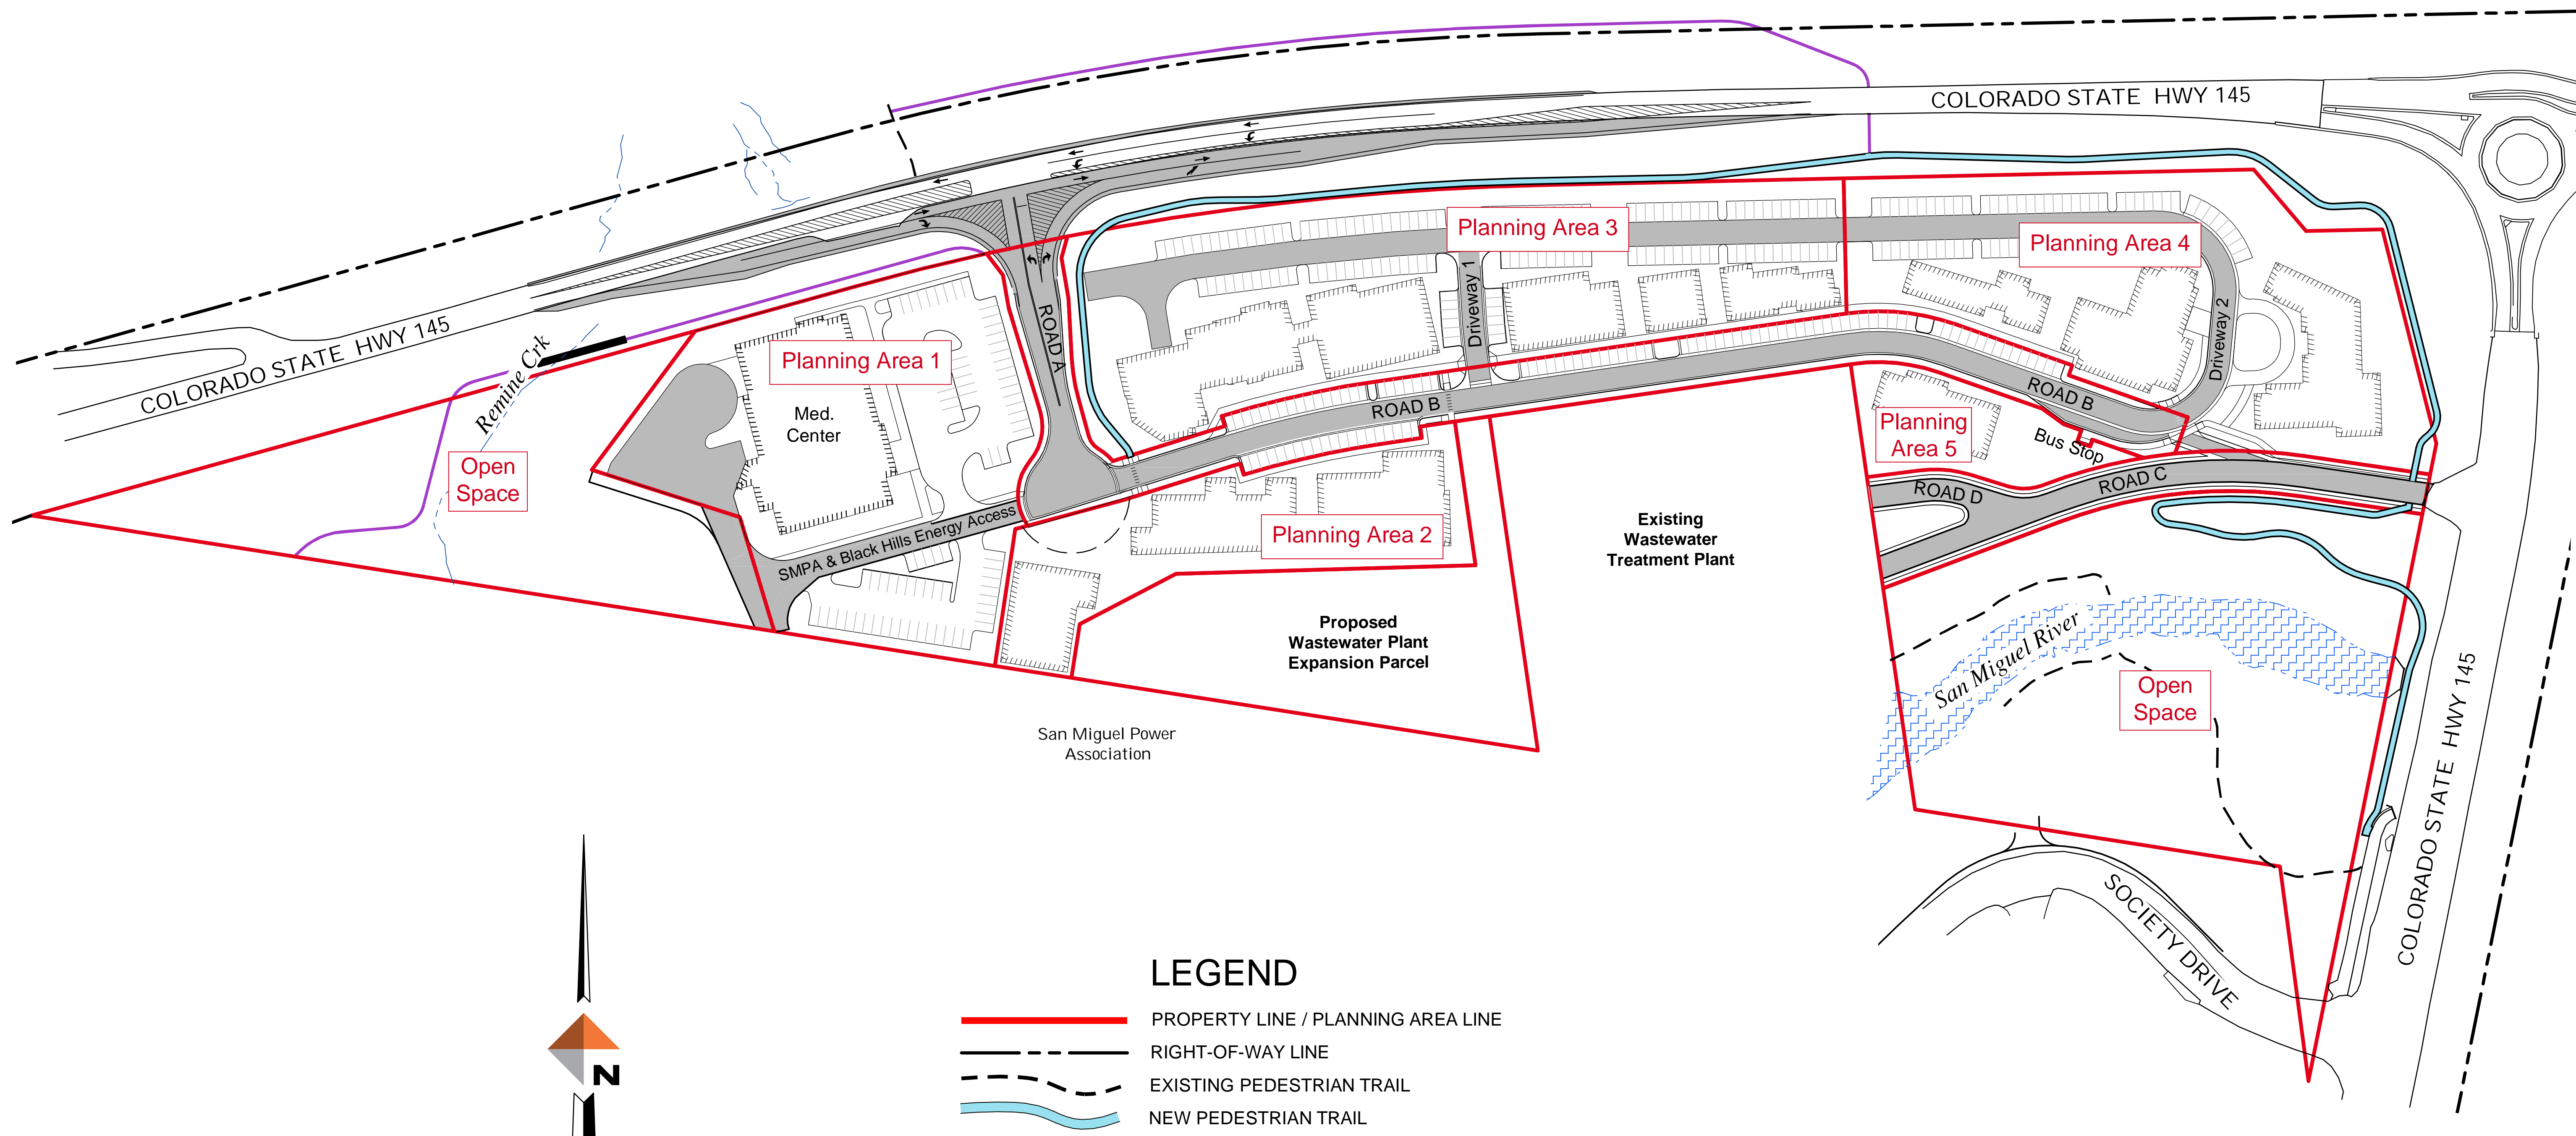 COLORADO STATE HWY 145
COLORADO STATE HWY 145
Remine Crk
Open
Space
Planning Area 1
Med.
Center
SMPA & Black Hills Energy Access
ROAD A
Planning Area 3
Driveway 1
ROAD B
Planning Area 4
Driveway 2
ROAD B
Planning
Area 5
Bus Stop
ROAD D
ROAD C
Planning Area 2
Existing
Wastewater
Treatment Plant
Proposed
Wastewater Plant
Expansion Parcel
San Miguel Power
Association
San Miguel River
Open
Space
COLORADO STATE HWY 145
SOCIETY DRIVE
N
LEGEND
PROPERTY LINE / PLANNING AREA LINE
RIGHT-OF-WAY LINE
EXISTING PEDESTRIAN TRAIL
NEW PEDESTRIAN TRAIL